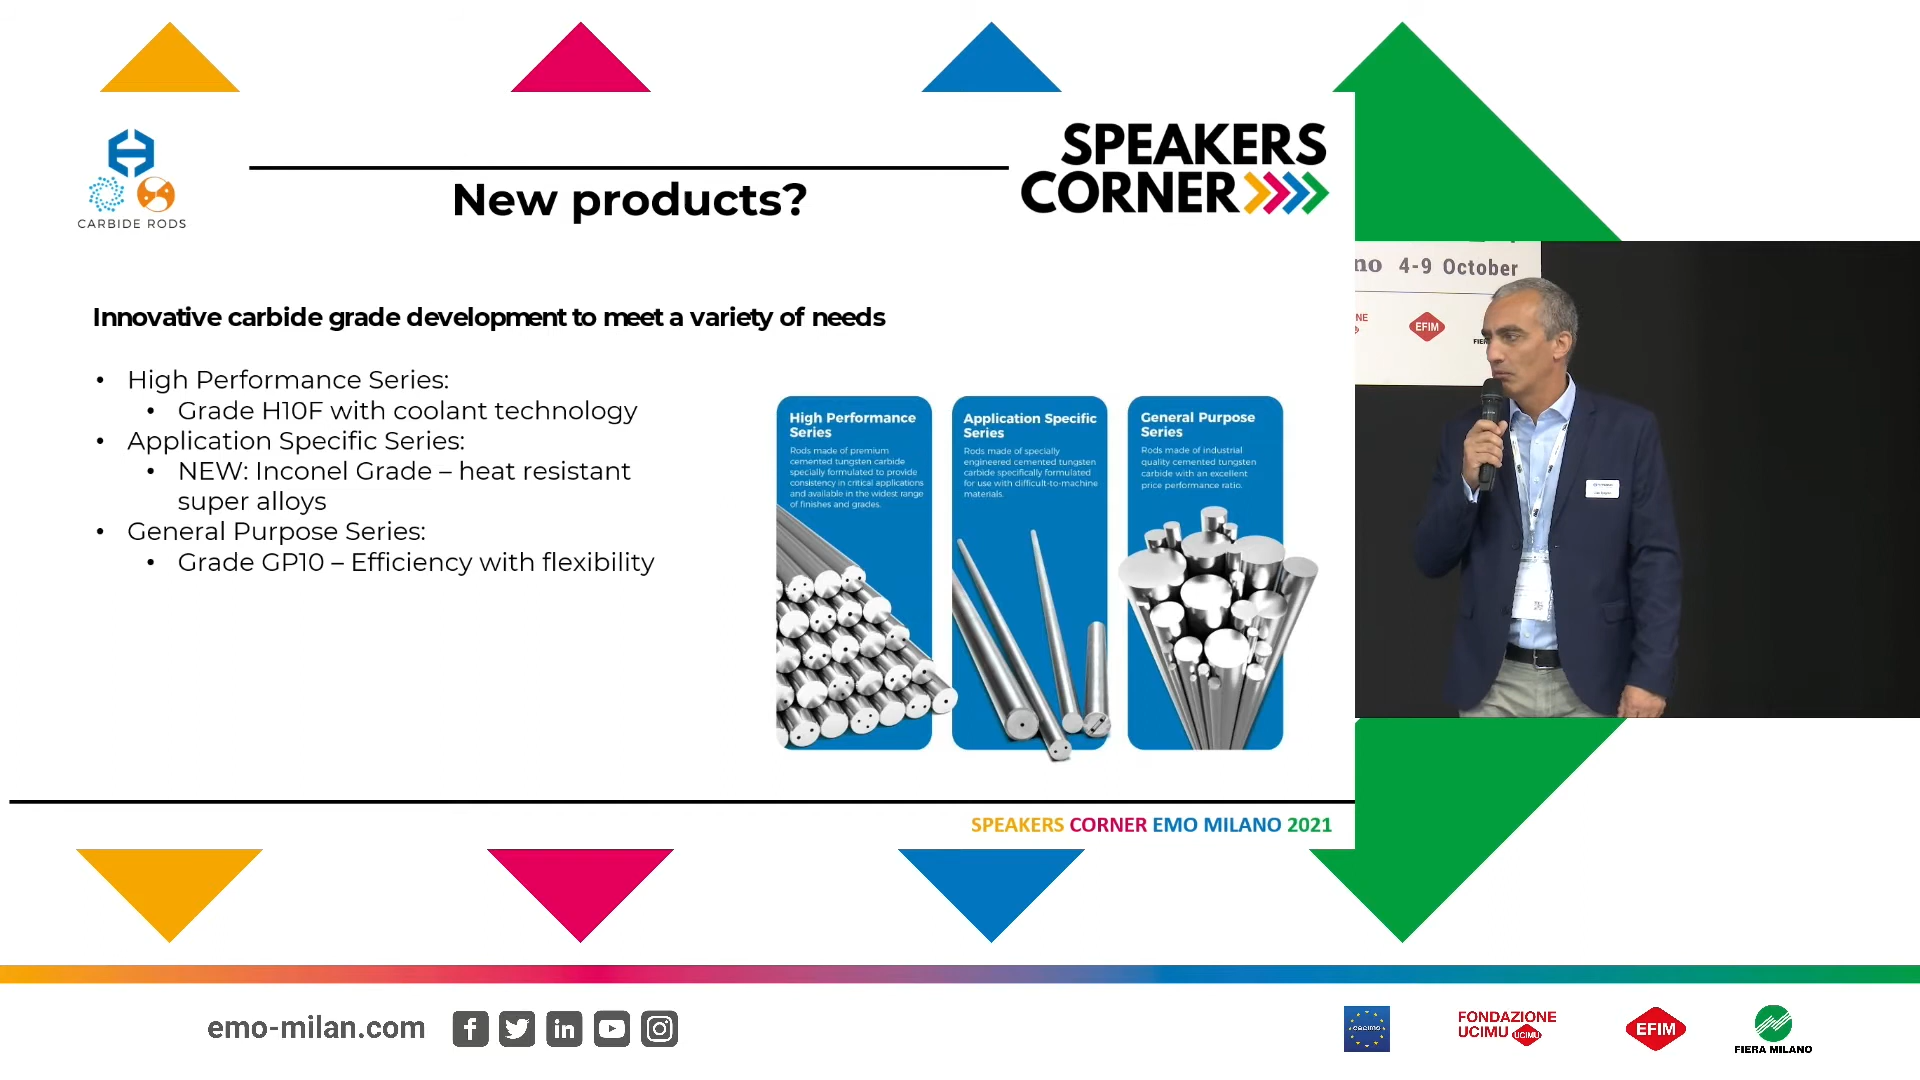 SPEAKERS
CORNER
CARBIDE RODS
New products?
Innovative carbide grade development to meet a variety of needs
• High Performance Series:
• Grade H10F with coolant technology
• Application Specific Series:
• NEW: Inconel Grade – heat resistant
super alloys
• General Purpose Series:
• Grade GP10 – Efficiency with flexibility
High Performance
Series
Rods made of premium
cemented tungsten carbide
specially formulated to provide
consistency in critical applications
and available in the widest range
of finishes and grades.
Application Specific
Series
Rods made of specially
engineered cemented tungsten
carbide specifically formulated
for use with difficult-to-machine
materials.
General Purpose
Series
Rods made of industrial
quality cemented tungsten
carbide with an excellent
price performance ratio.
no 4-9 October
NE
EFIM
FIER
SPEAKERS CORNER EMO MILANO 2021
emo-milan.com
cecimo
FONDAZIONE
UCIMU
UCIMU
EFIM
FIERA MILANO